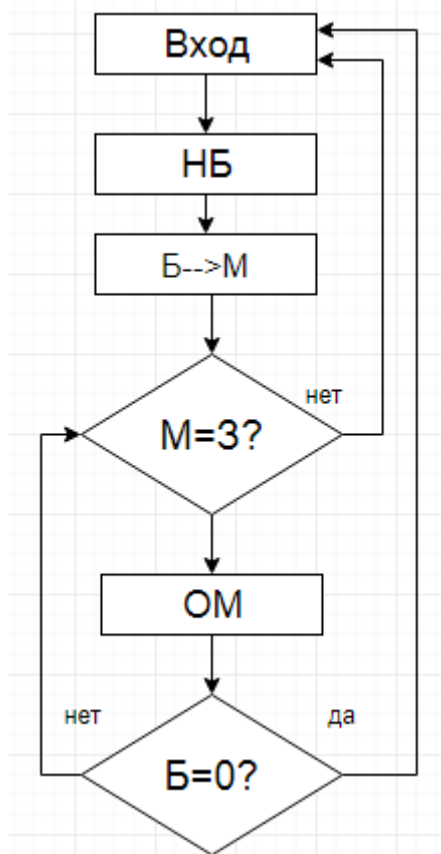 Вход
НБ
Б-->М
нет
М=3?
ОМ
нет
да
Б=0?